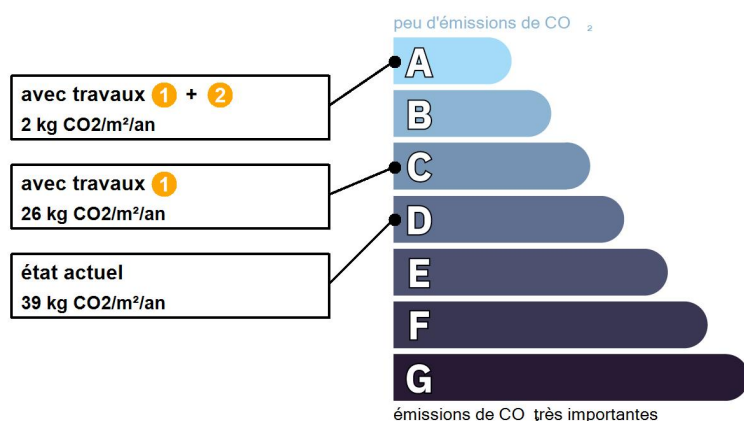 peu d'émissions de CO ₂
A
avec travaux 1 + 2
2 kg CO2/m²/an
B
avec travaux 1
26 kg CO2/m²/an
C
D
état actuel
39 kg CO2/m²/an
E
F
G
émissions de CO ₂ très importantes